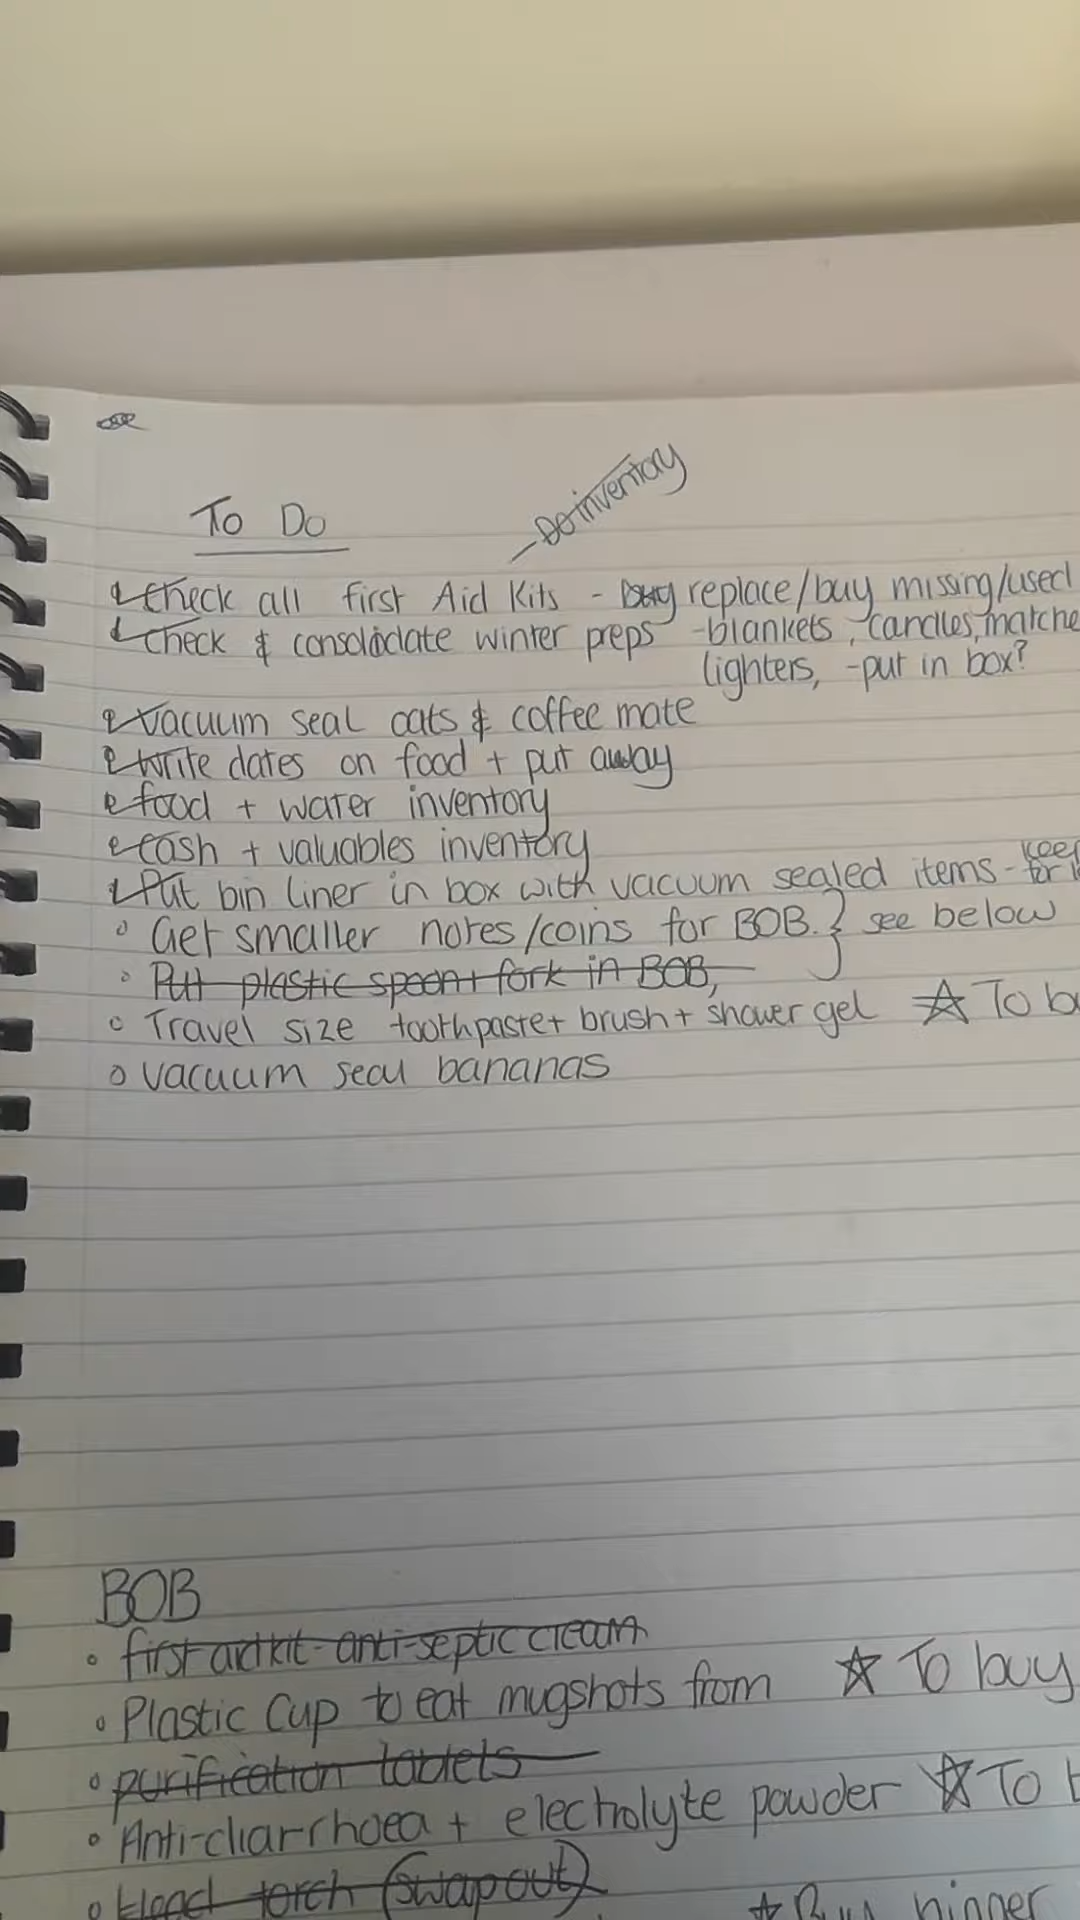 To Do
- Do inventory
Check all first Aid Kits - buy replace/buy missing/used
Check & consolidate winter preps - blankets, candles, matche
lighters, - put in box?
Vacuum seal oats & coffee mate
Write dates on food + put away
food + water inventory
Cash + valuables inventory
Put bin liner in box with vacuum sealed items - keep for
Get smaller notes/coins for BOB. } see below
Put plastic spoon + fork in BOB,
Travel size toothpaste + brush + shower gel ☆ To b
Vacuum seal bananas
BOB
first aid kit - anti-septic cream
Plastic Cup to eat mugshots from ☆ To buy
purification tablets
Anti-diarrhoea + electrolyte powder ☆ To b
Head torch (swap out)
☆ Buy bigger